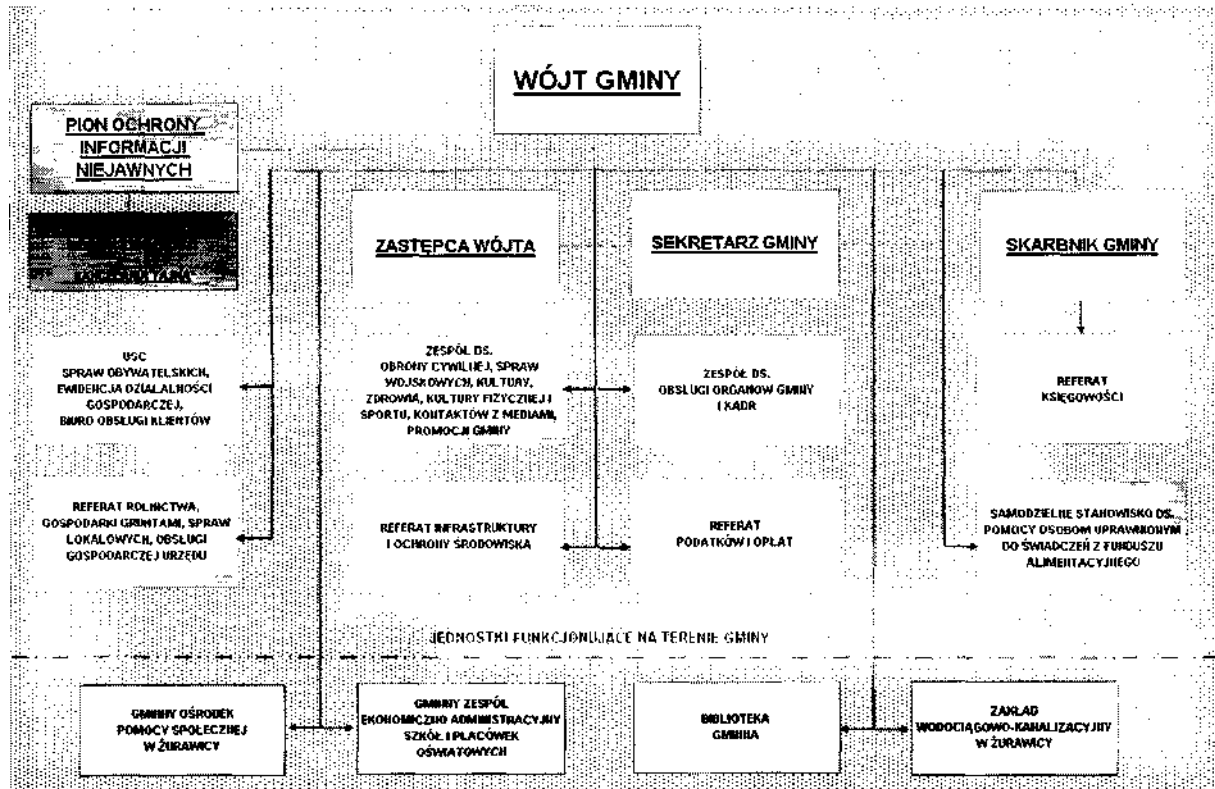 WÓJT GMINY
PION OCHRONY
INFORMACJI
NIEJAWNYCH
ZASTĘPCA WÓJTA
SEKRETARZ GMINY
SKARBNIK GMINY
USC
SPRAW OBYWATELSKICH,
EWIDENCJA DZIAŁALNOŚCI
GOSPODARCZEJ,
BIURO OBSŁUGI KLIENTÓW
ZESPÓŁ DS.
OBRONY CYWILNEJ, SPRAW
WOJSKOWYCH, KULTURY,
ZDROWIA, KULTURY FIZYCZNEJ I
SPORTU, KONTAKTÓW Z MEDIAMI,
PROMOCJI GMINY
ZESPÓŁ DS.
OBSŁUGI ORGANÓW GMINY
I KADR
REFERAT
KSIĘGOWOŚCI
REFERAT ROLNICTWA,
GOSPODARKI GRUNTAMI, SPRAW
LOKALOWYCH, OBSŁUGI
GOSPODARCZEJ URZĘDU
REFERAT INFRASTRUKTURY
I OCHRONY ŚRODOWISKA
REFERAT
PODATKÓW I OPŁAT
SAMODZIELNE STANOWISKO DS.
POMOCY OSOBOM UPRAWNIONYM
DO ŚWIADCZEŃ Z FUNDUSZU
ALIMENTACYJNEGO
JEDNOSTKI FUNKCJONUJĄCE NA TERENIE GMINY
GMINNY OŚRODEK
POMOCY SPOŁECZNEJ
W ŻURAWICY
GMINNY ZESPÓŁ
EKONOMICZNO ADMINISTRACYJNY
SZKÓŁ I PLACÓWEK
OŚWIATOWYCH
BIBLIOTEKA
GMINNA
ZAKŁAD
WODOCIĄGOWO-KANALIZACYJNY
W ŻURAWICY